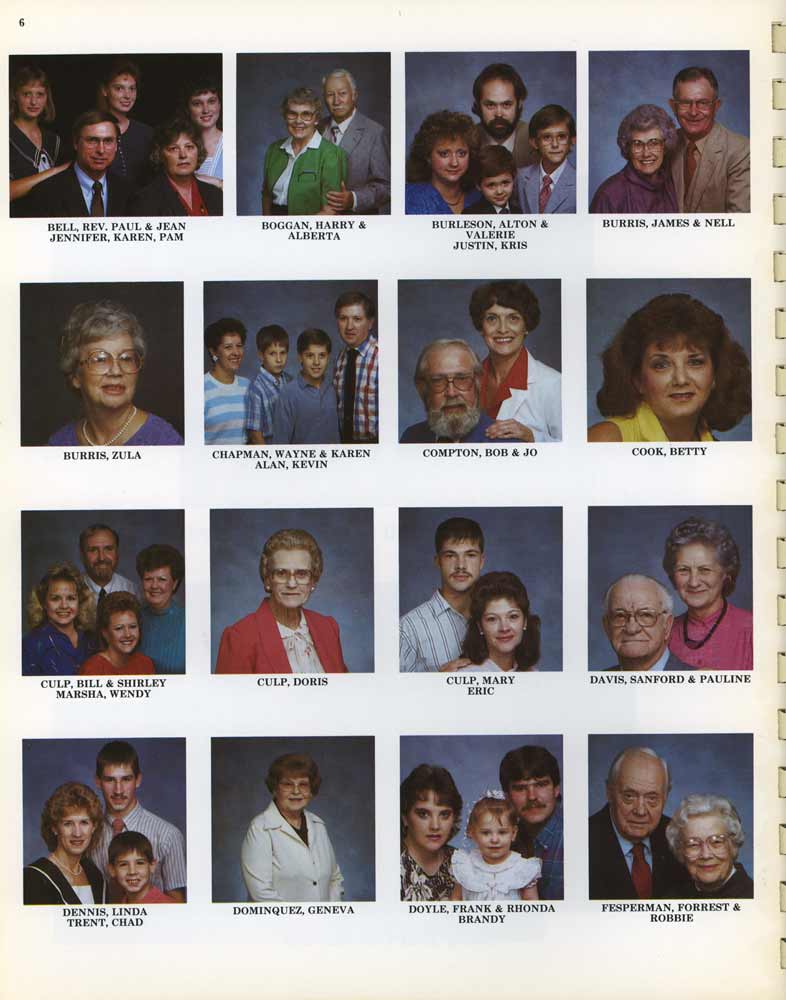 6
BELL, REV. PAUL & JEAN
JENNIFER, KAREN, PAM
BOGGAN, HARRY &
ALBERTA
BURLESON, ALTON &
VALERIE
JUSTIN, KRIS
BURRIS, JAMES & NELL
BURRIS, ZULA
CHAPMAN, WAYNE & KAREN
ALAN, KEVIN
COMPTON, BOB & JO
COOK, BETTY
CULP, BILL & SHIRLEY
MARSHA, WENDY
CULP, DORIS
CULP, MARY
ERIC
DAVIS, SANFORD & PAULINE
DENNIS, LINDA
TRENT, CHAD
DOMINQUEZ, GENEVA
DOYLE, FRANK & RHONDA
BRANDY
FESPERMAN, FORREST &
ROBBIE